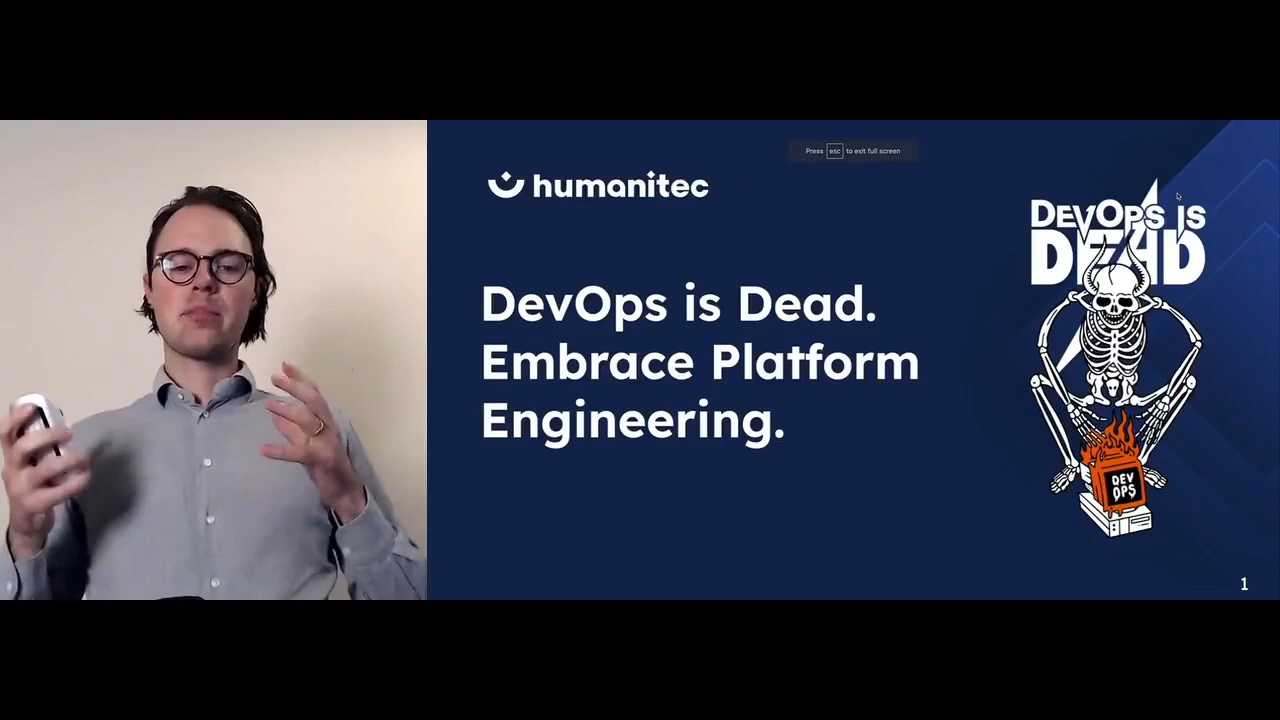 Press esc to exit full screen
humanitec
DevOps is Dead.
Embrace Platform
Engineering.
DEVOPS IS
DEAD
DEV
OPS
1